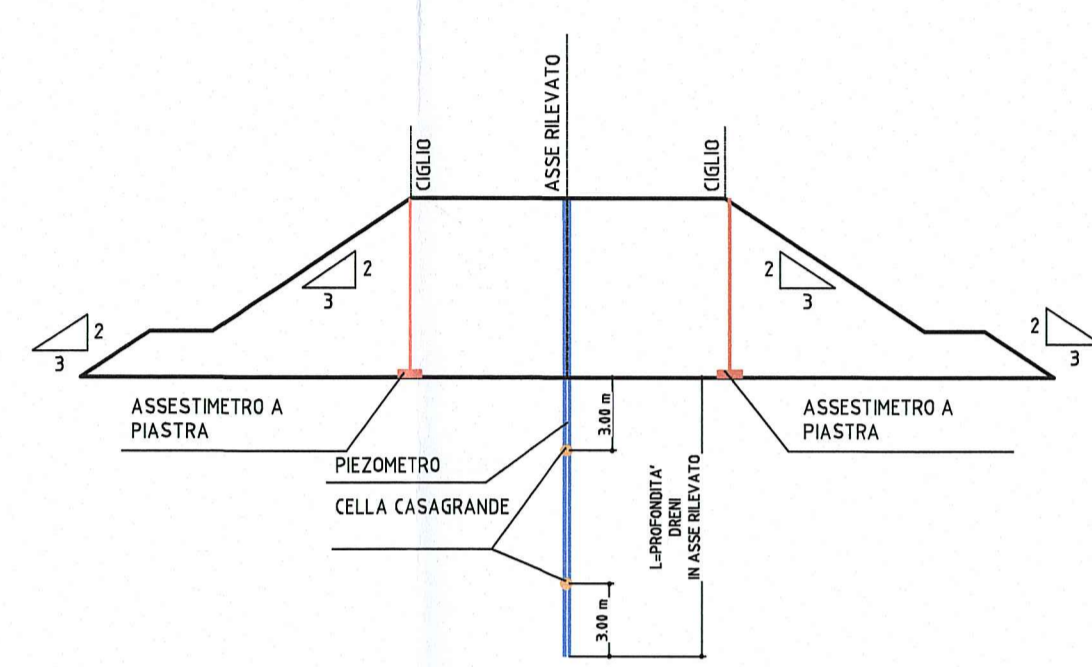 CIGLIO
ASSE RILEVATO
CIGLIO
2
3
2
3
2
3
2
3
ASSESTIMETRO A
PIASTRA
ASSESTIMETRO A
PIASTRA
PIEZOMETRO
CELLA CASAGRANDE
3.00 m
L=PROFONDITA'
DRENI
IN ASSE RILEVATO
3.00 m